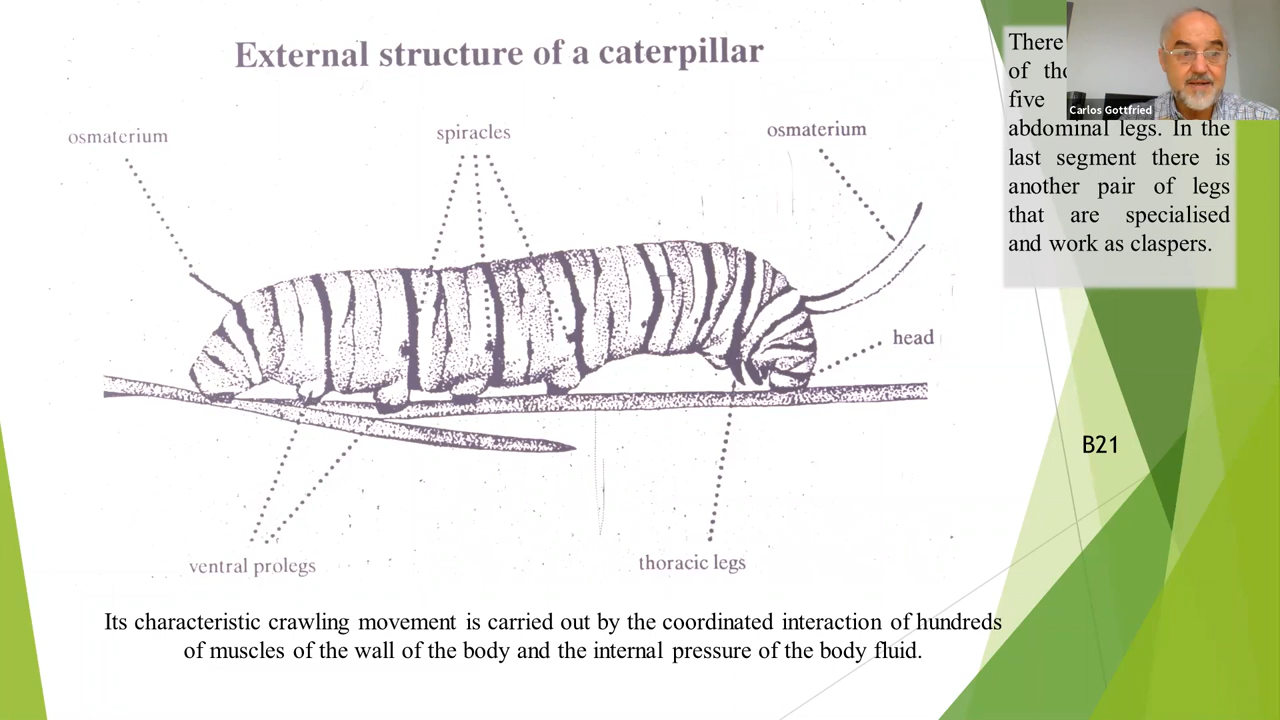 External structure of a caterpillar
osmaterium
spiracles
osmaterium
head
ventral prolegs
thoracic legs
Its characteristic crawling movement is carried out by the coordinated interaction of hundreds
of muscles of the wall of the body and the internal pressure of the body fluid.
There
of
five
abdominal legs. In the
last segment there is
another pair of legs
that are specialised
and work as claspers.
Carlos Gottfried
B21